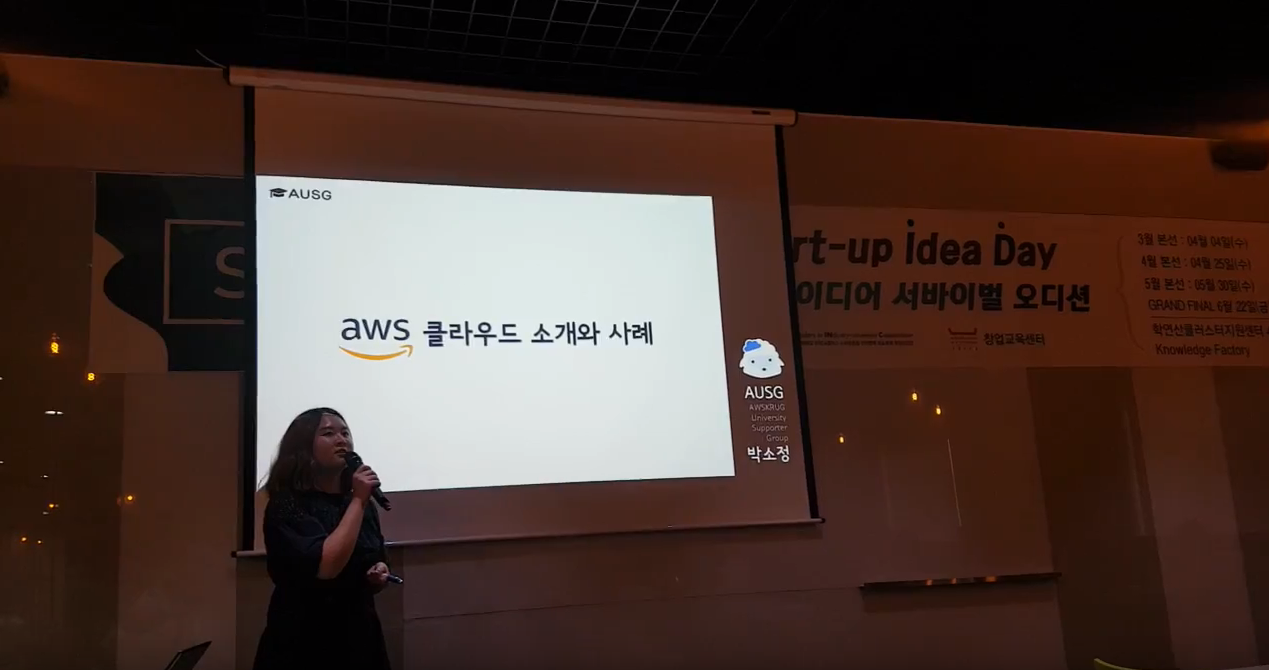 AUSG
aws 클라우드 소개와 사례
AUSG
AWSKRUG
University
Supporter
Group
박소정
S
rt-up idea Day
이디어 서바이벌 오디션
창업교육센터
3월 본선 : 04월 04일(수)
4월 본선 : 04월 25일(수)
5월 본선 : 05월 30일(수)
GRAND FINAL 6월 22일(금
학연산클러스터지원센터
Knowledge Factory